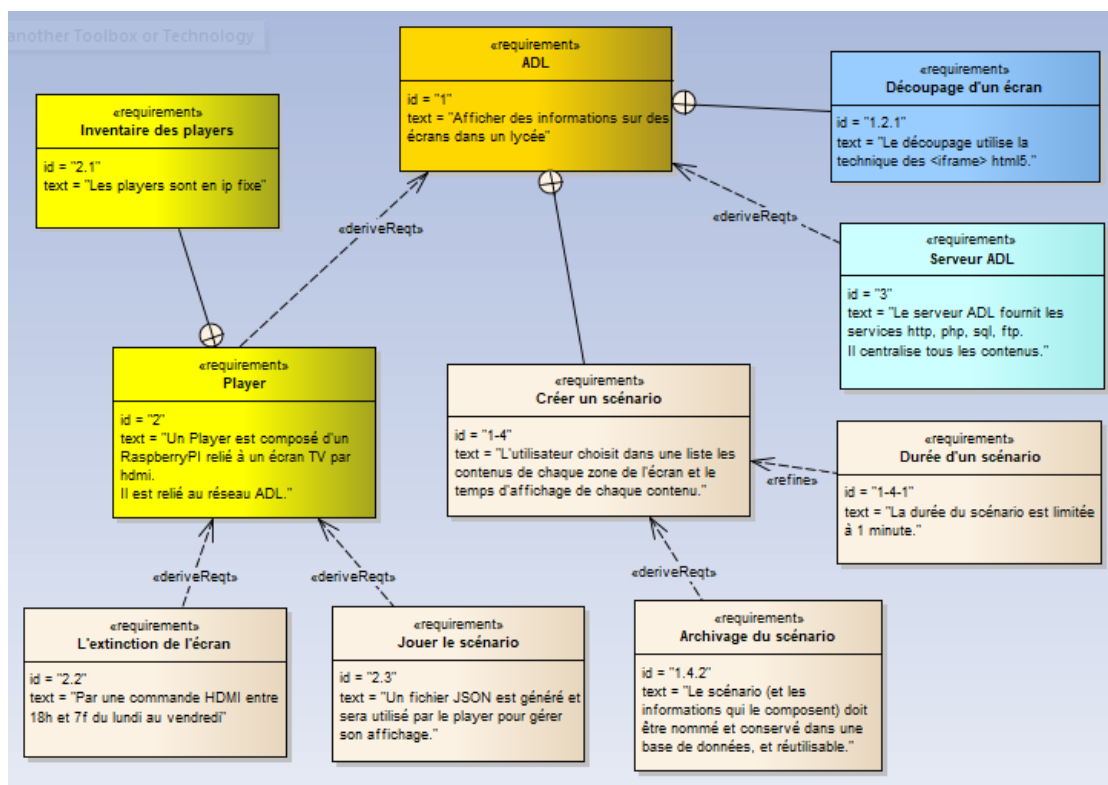 another Toolbox or Technology
«requirement»
ADL
id = "1"
text = "Afficher des informations sur des
écrans dans un lycée"
«requirement»
Découpage d'un écran
id = "1.2.1"
text = "Le découpage utilise la
technique des <iframe> html5."
«requirement»
Inventaire des players
id = "2.1"
text = "Les players sont en ip fixe"
«deriveReqt»
«deriveReqt»
«requirement»
Serveur ADL
id = "3"
text = "Le serveur ADL fournit les
services http, php, sql, ftp.
Il centralise tous les contenus."
«requirement»
Player
id = "2"
text = "Un Player est composé d'un
RaspberryPI relié à un écran TV par
hdmi.
Il est relié au réseau ADL."
«requirement»
Créer un scénario
id = "1-4"
text = "L'utilisateur choisit dans une liste les
contenus de chaque zone de l'écran et le
temps d'affichage de chaque contenu."
«refine»
«requirement»
Durée d'un scénario
id = "1-4-1"
text = "La durée du scénario est limitée
à 1 minute."
«deriveReqt»
«deriveReqt»
«deriveReqt»
«requirement»
L'extinction de l'écran
id = "2.2"
text = "Par une commande HDMI entre
18h et 7f du lundi au vendredi"
«requirement»
Jouer le scénario
id = "2.3"
text = "Un fichier JSON est généré et
sera utilisé par le player pour gérer
son affichage."
«requirement»
Archivage du scénario
id = "1.4.2"
text = "Le scénario (et les
informations qui le composent) doit
être nommé et conservé dans une
base de données, et réutilisable."